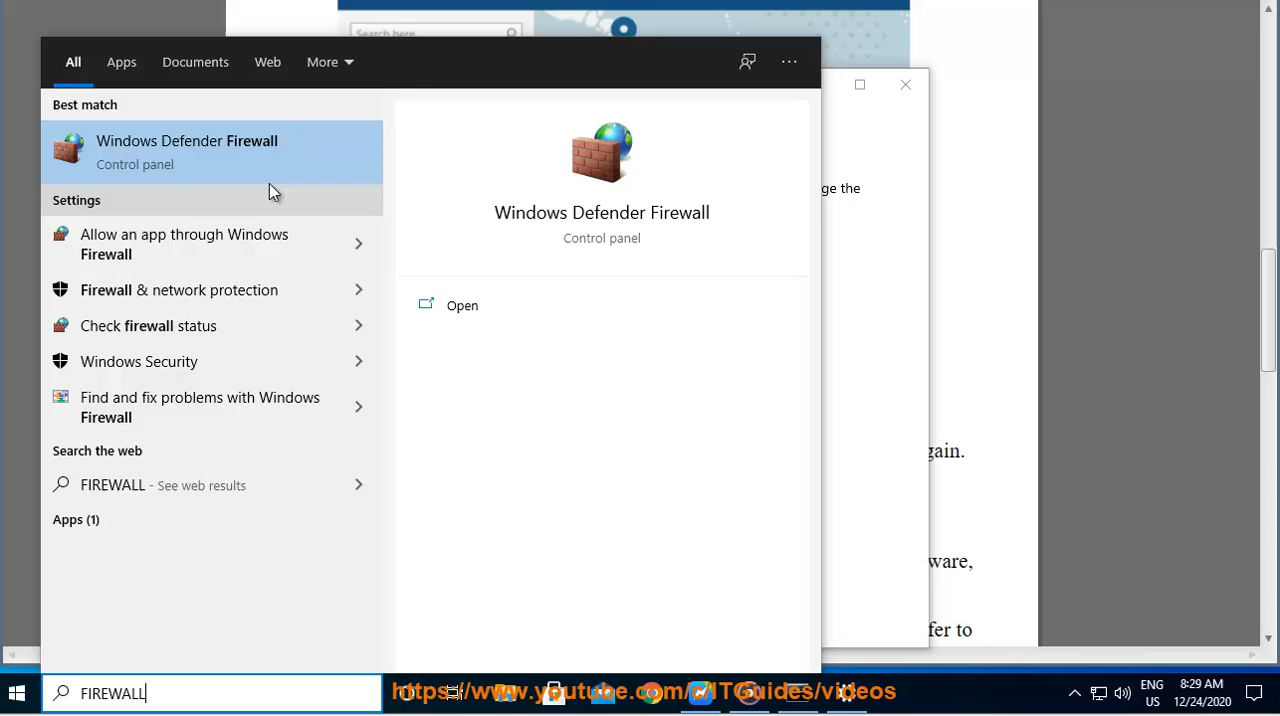 Search here
All Apps Documents Web More
Best match
Windows Defender Firewall
Control panel
Settings
Allow an app through Windows
Firewall
Firewall & network protection
Check firewall status
Windows Security
Find and fix problems with Windows
Firewall
Search the web
FIREWALL - See web results
Apps (1)
Windows Defender Firewall
Control panel
Open
ge the
gain.
ware,
fer to
FIREWALL
ENG
US
8:29 AM
12/24/2020